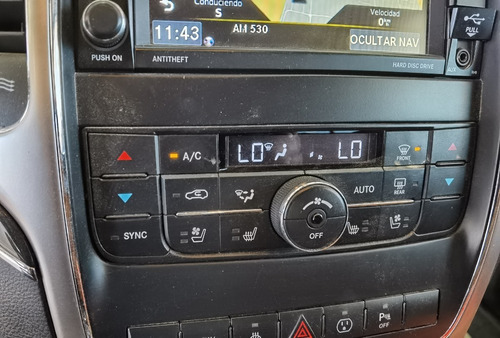 Conduciendo
S
Velocidad
0
11:43
AM 530
OCULTAR NAV
PULL
PUSH ON
ANTITHEFT
HARD DISC DRIVE
A/C
LO
LO
FRONT
AUTO
REAR
SYNC
OFF
P
OFF